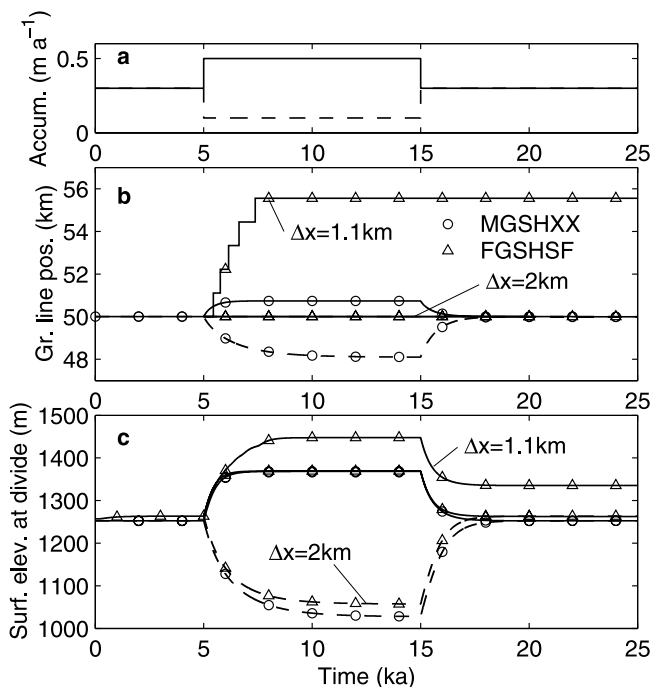 a
Accum. (m a⁻¹)
0.5
0
0 5 10 15 20 25
b
Gr. line pos. (km)
56
54
52
50
48
Δx=1.1km
MGSHXX
FGSHSF
Δx=2km
0 5 10 15 20 25
c
Surf. elev. at divide (m)
1500
1400
1300
1200
1100
1000
Δx=1.1km
Δx=2km
0 5 10 15 20 25
Time (ka)